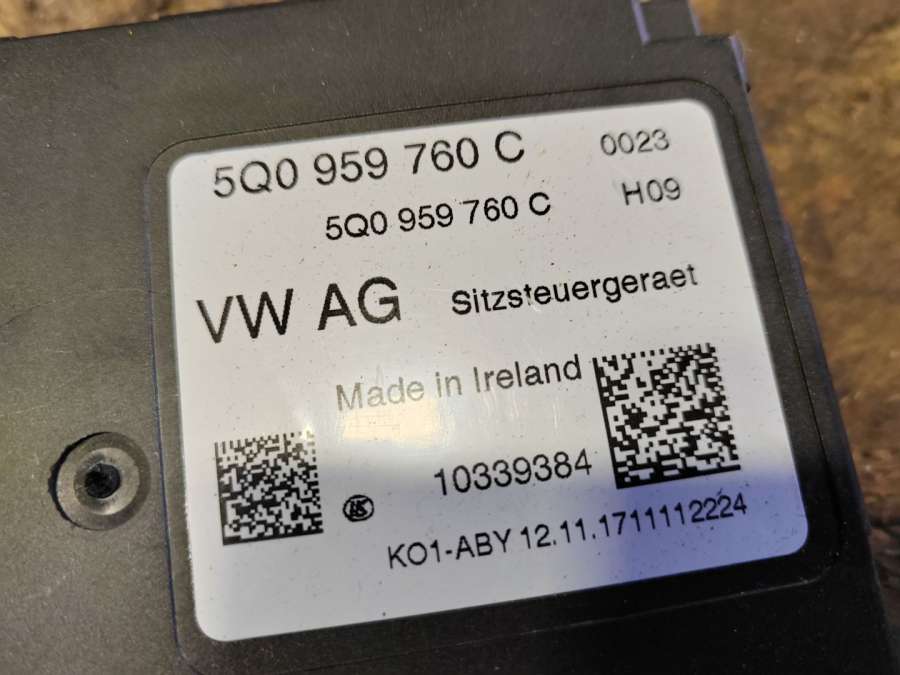 5Q0 959 760 C 0023
5Q0 959 760 C H09
VW AG Sitzsteuergeraet
Made in Ireland
10339384
KO1-ABY 12.11.1711112224